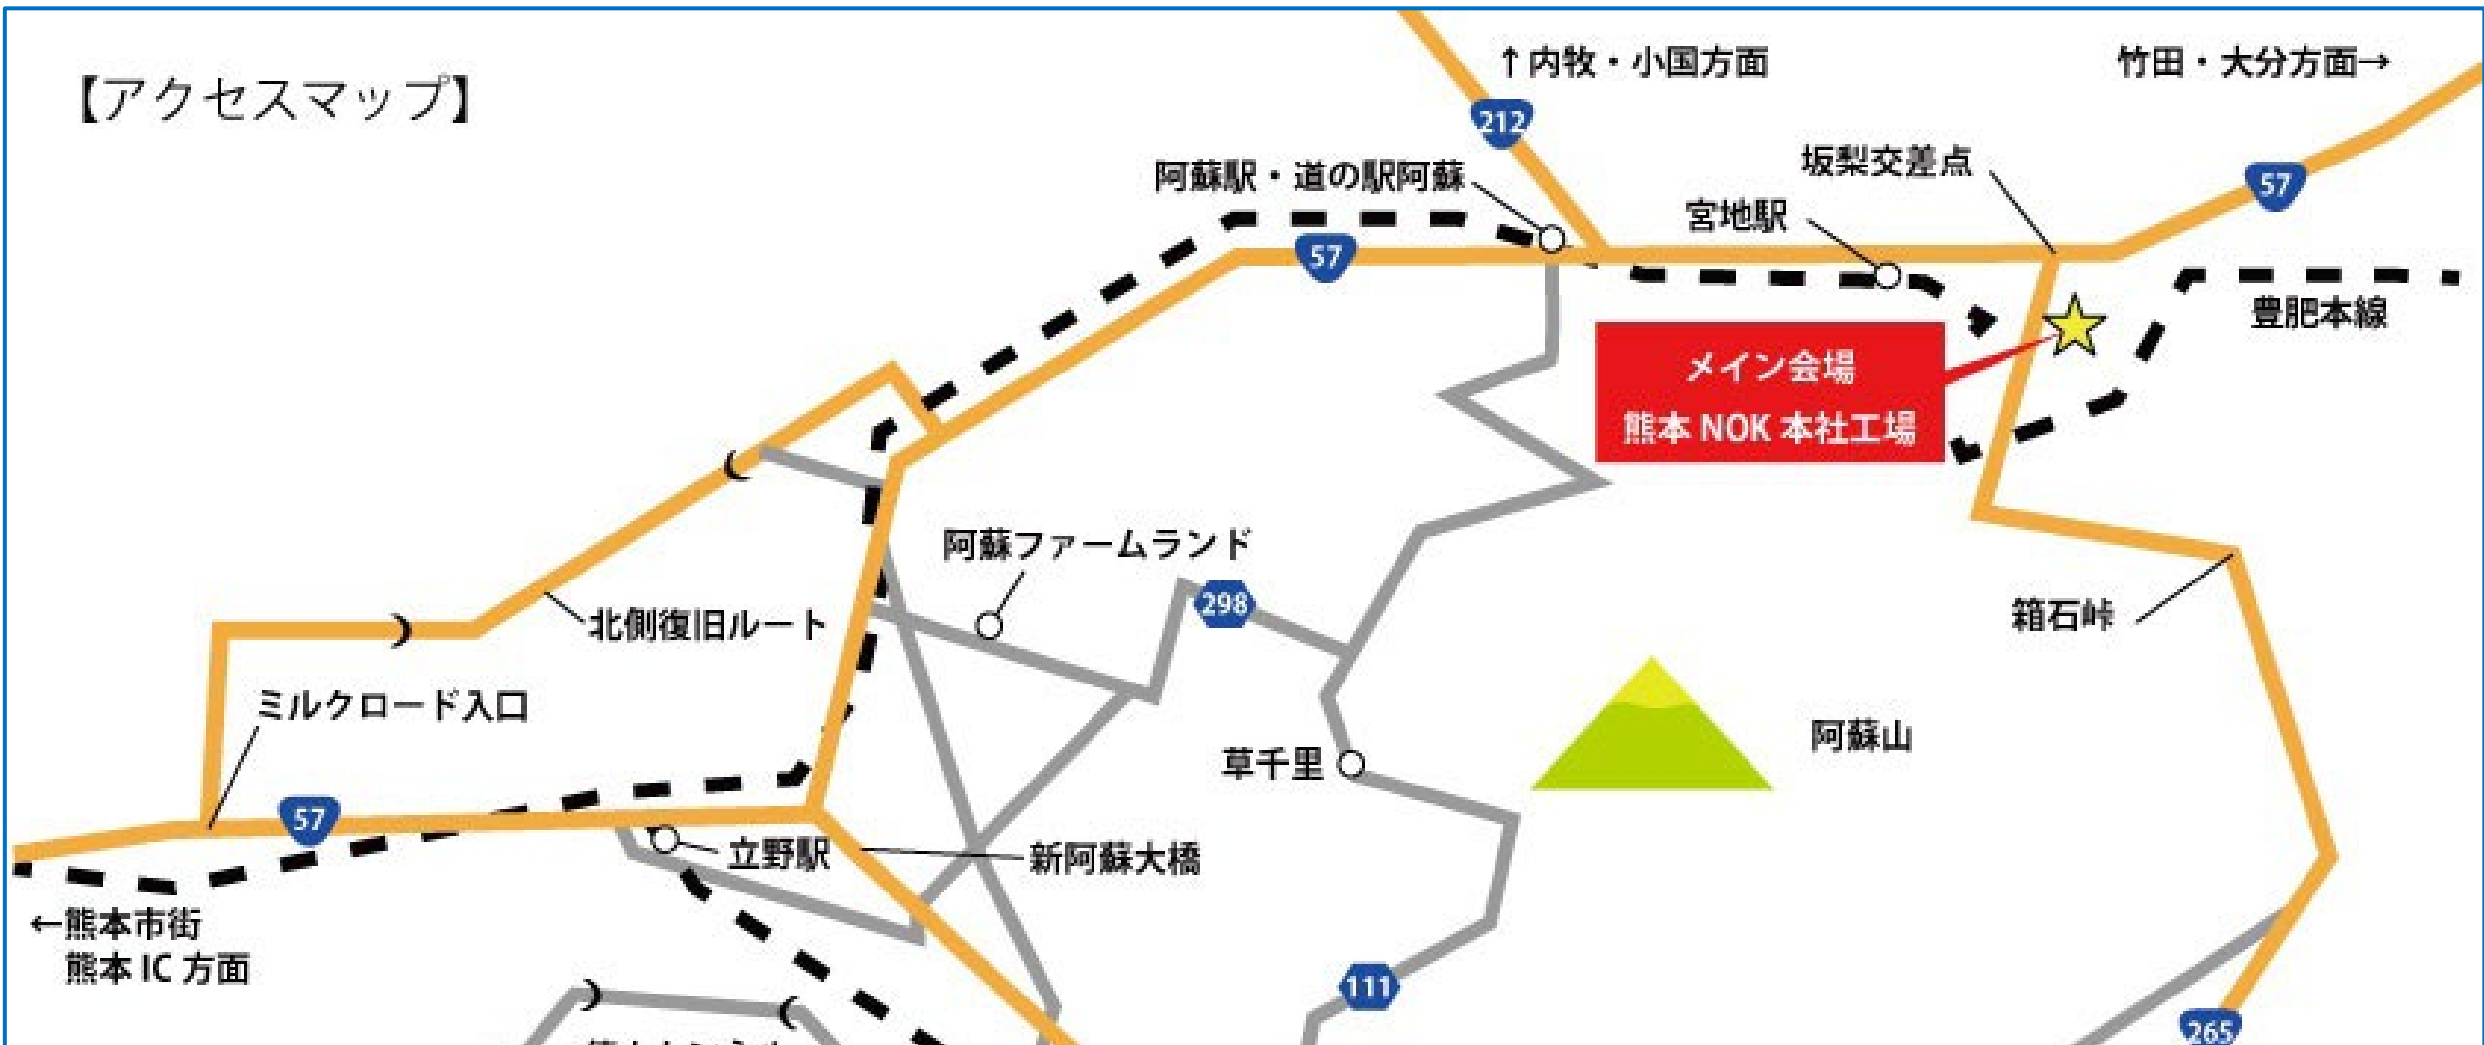 【アクセスマップ】
↑内牧・小国方面
竹田・大分方面→
212
阿蘇駅・道の駅阿蘇
坂梨交差点
宮地駅
57
57
豊肥本線
メイン会場
熊本 NOK 本社工場
阿蘇ファームランド
298
北側復旧ルート
箱石峠
ミルクロード入口
阿蘇山
草千里
57
立野駅
新阿蘇大橋
←熊本市街
熊本 IC 方面
111
265